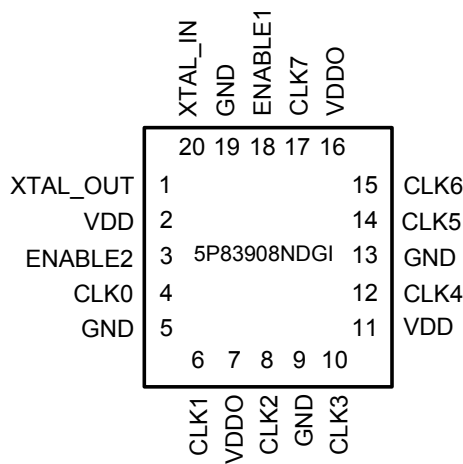 XTAL_IN
GND
ENABLE1
CLK7
VDDO
20 19 18 17 16
XTAL_OUT 1 15 CLK6
VDD 2 14 CLK5
ENABLE2 3 5P83908NDGI 13 GND
CLK0 4 12 CLK4
GND 5 11 VDD
6 7 8 9 10
CLK1
VDDO
CLK2
GND
CLK3